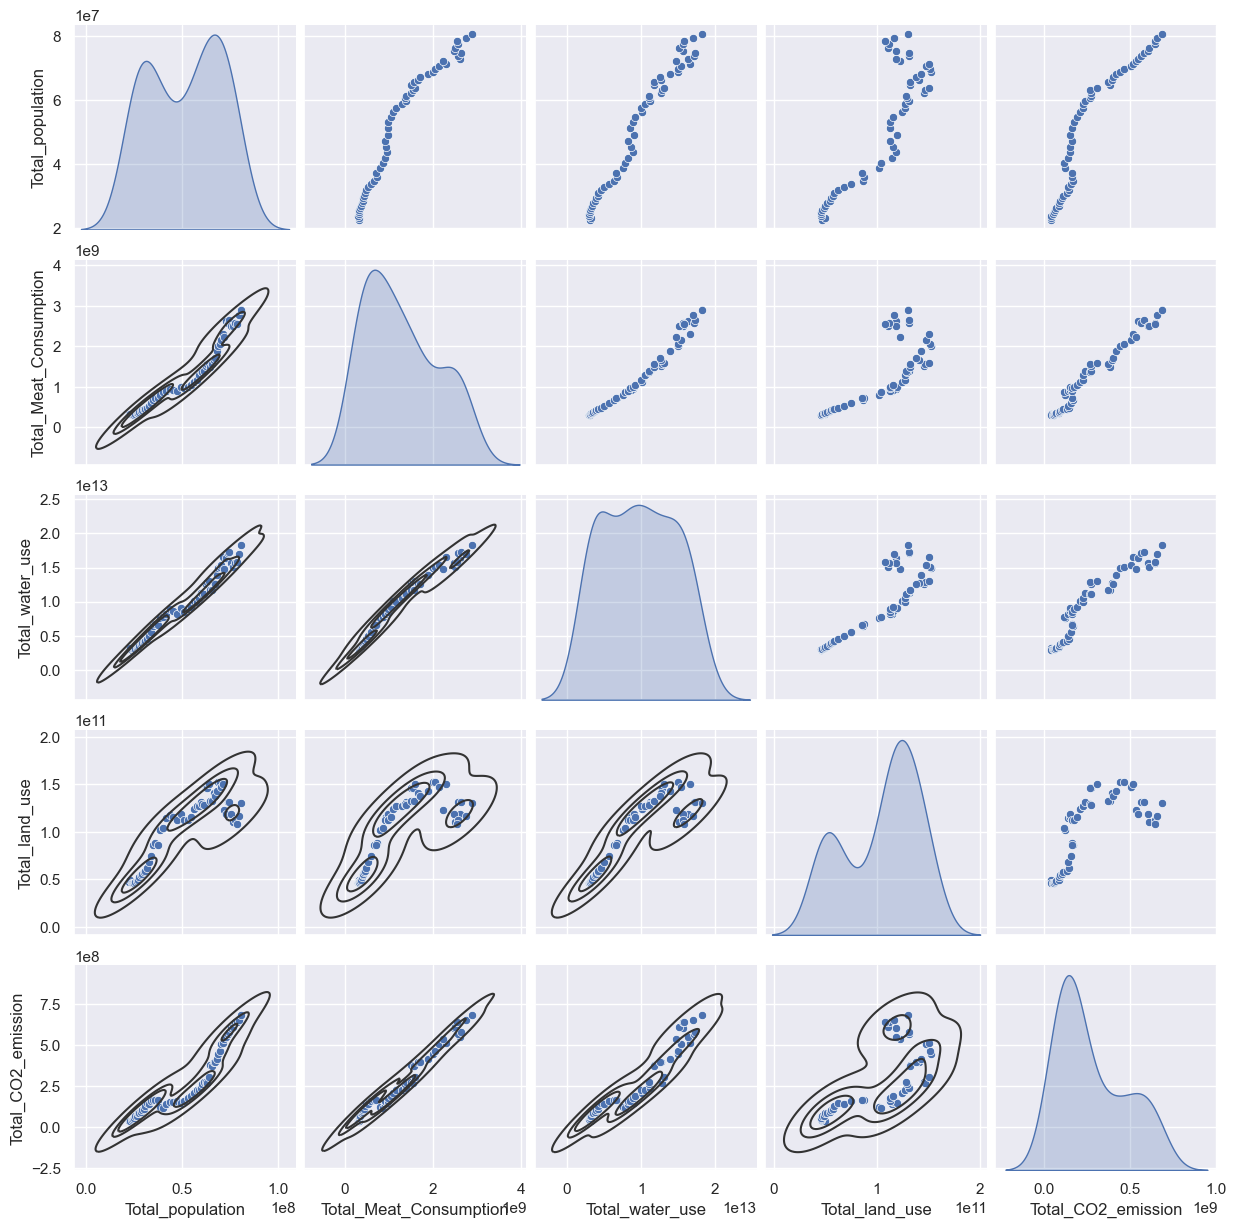 1e7
8
6
4
2
Total_population
1e9
4
3
2
1
0
Total_Meat_Consumption
1e13
2.5
2.0
1.5
1.0
0.5
0.0
Total_water_use
1e11
2.0
1.5
1.0
0.5
0.0
Total_land_use
1e8
7.5
5.0
2.5
0.0
−2.5
Total_CO2_emission
0.0 0.5 1.0
1e8
Total_population
0 2 4
1e9
Total_Meat_Consumption
0 1 2
1e13
Total_water_use
0 1 2
1e11
Total_land_use
0.0 0.5 1.0
1e9
Total_CO2_emission